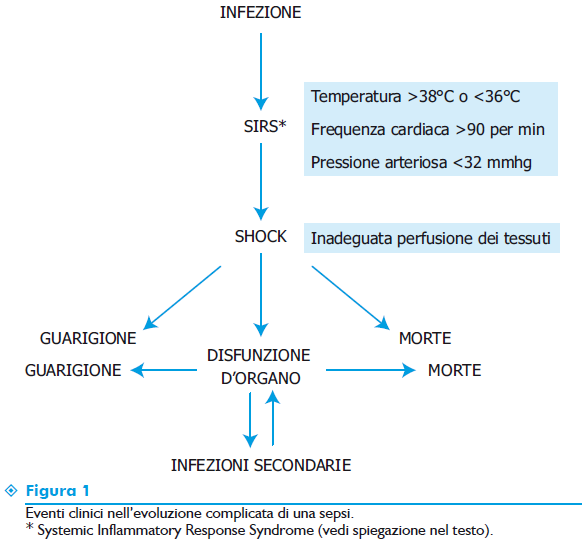 INFEZIONE
Temperatura >38°C o <36°C
SIRS*
Frequenza cardiaca >90 per min
Pressione arteriosa <32 mmhg
SHOCK
Inadeguata perfusione dei tessuti
GUARIGIONE
MORTE
DISFUNZIONE
D'ORGANO
GUARIGIONE
MORTE
INFEZIONI SECONDARIE
Figura 1
Eventi clinici nell'evoluzione complicata di una sepsi.
* Systemic Inflammatory Response Syndrome (vedi spiegazione nel testo).